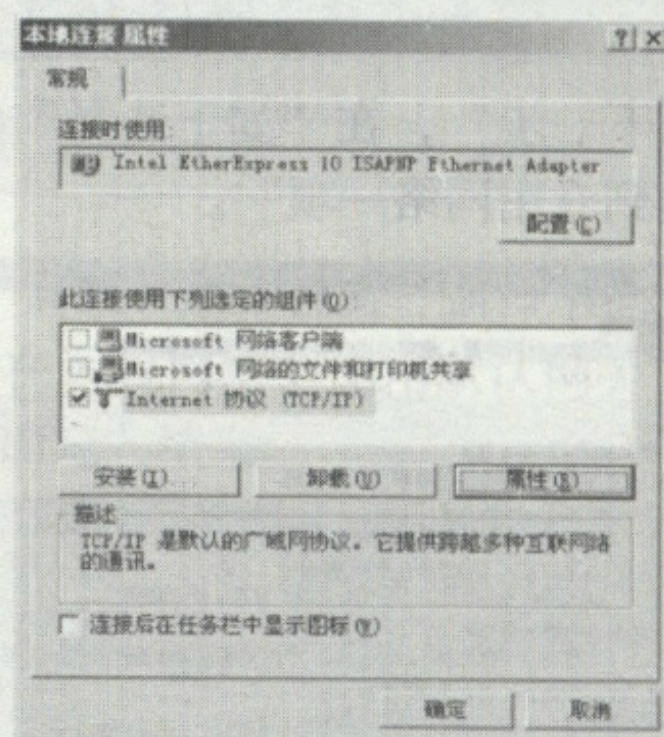 本地连接 属性
? ×
常规
连接时使用:
Intel EtherExpress 10 ISAPNP Ethernet Adapter
配置(C)
此连接使用下列选定的组件(O):
Microsoft 网络客户端
Microsoft 网络的文件和打印机共享
Internet 协议 (TCP/IP)
安装(I) 卸载(U) 属性(R)
描述
TCP/IP 是默认的广域网协议。它提供跨越多种互联网络
的通讯。
连接后在任务栏中显示图标(W)
确定 取消